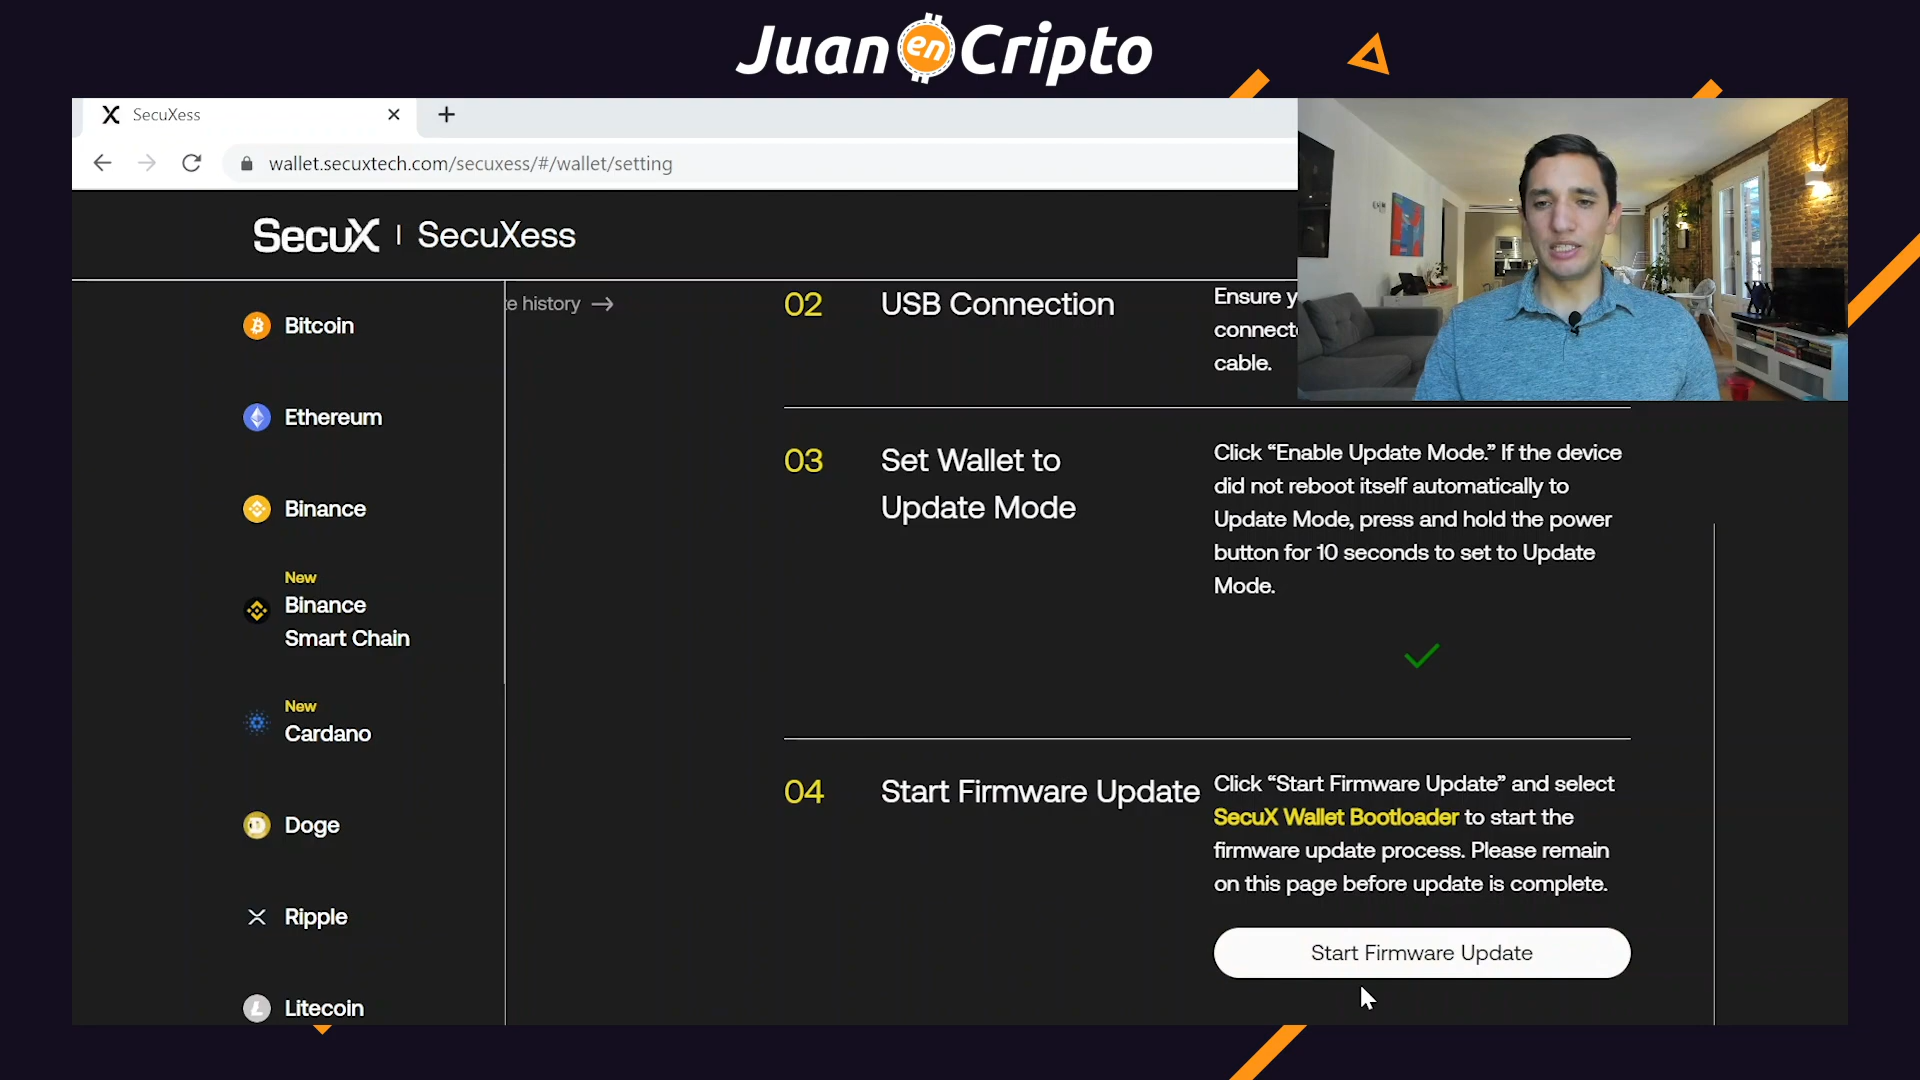 Juan en Cripto
SecuXess
wallet.secuxtech.com/secuxess/#/wallet/setting
SecuX | SecuXess
Bitcoin
Ethereum
Binance
New
Binance
Smart Chain
New
Cardano
Doge
Ripple
Litecoin
history
02
USB Connection
Ensure
cable.
03
Set Wallet to
Update Mode
Click “Enable Update Mode.” If the device
did not reboot itself automatically to
Update Mode, press and hold the power
button for 10 seconds to set to Update
Mode.
04
Start Firmware Update
Click “Start Firmware Update” and select
SecuX Wallet Bootloader to start the
firmware update process. Please remain
on this page before update is complete.
Start Firmware Update